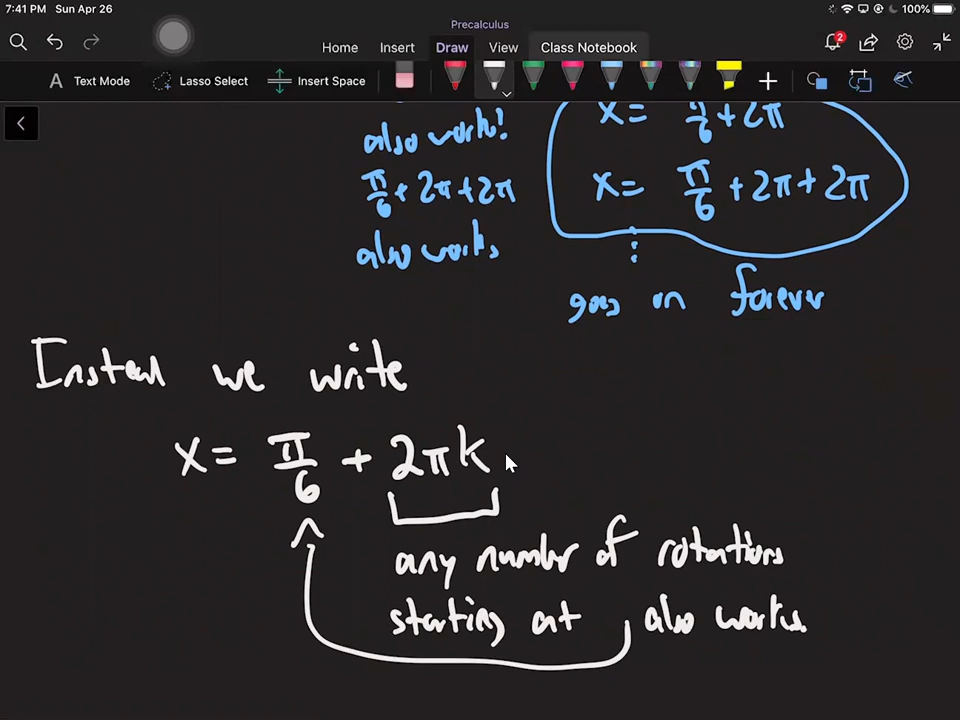 7:41 PM Sun Apr 26
100%
Precalculus
Home Insert Draw View Class Notebook
2
Text Mode Lasso Select Insert Space
also works!
π/6 + 2π + 2π
also works
x = π/6 + 2π
x = π/6 + 2π + 2π
⋮
goes on forever
Instead we write
x = π/6 + 2πk
any number of rotations
starting at also works.